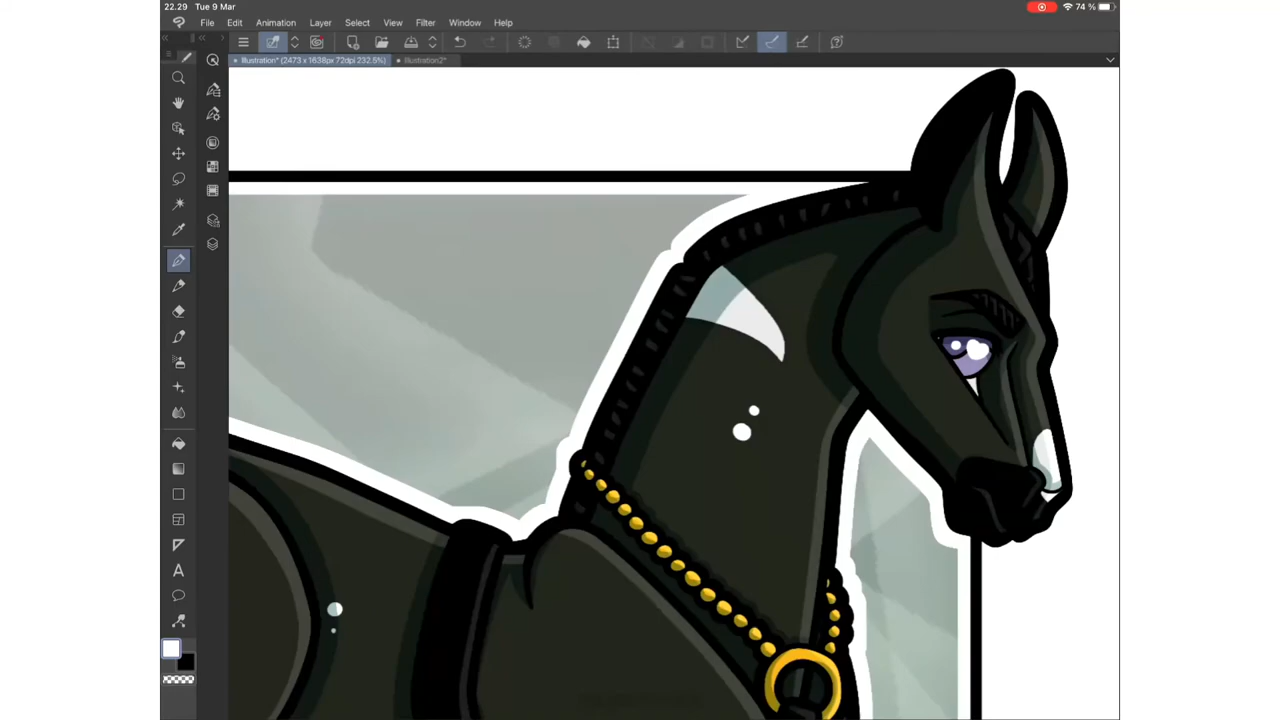 22.29 Tue 9 Mar
74 %
File Edit Animation Layer Select View Filter Window Help
Illustration* (2473 x 1638px 72dpi 232.5%) Illustration2*
A